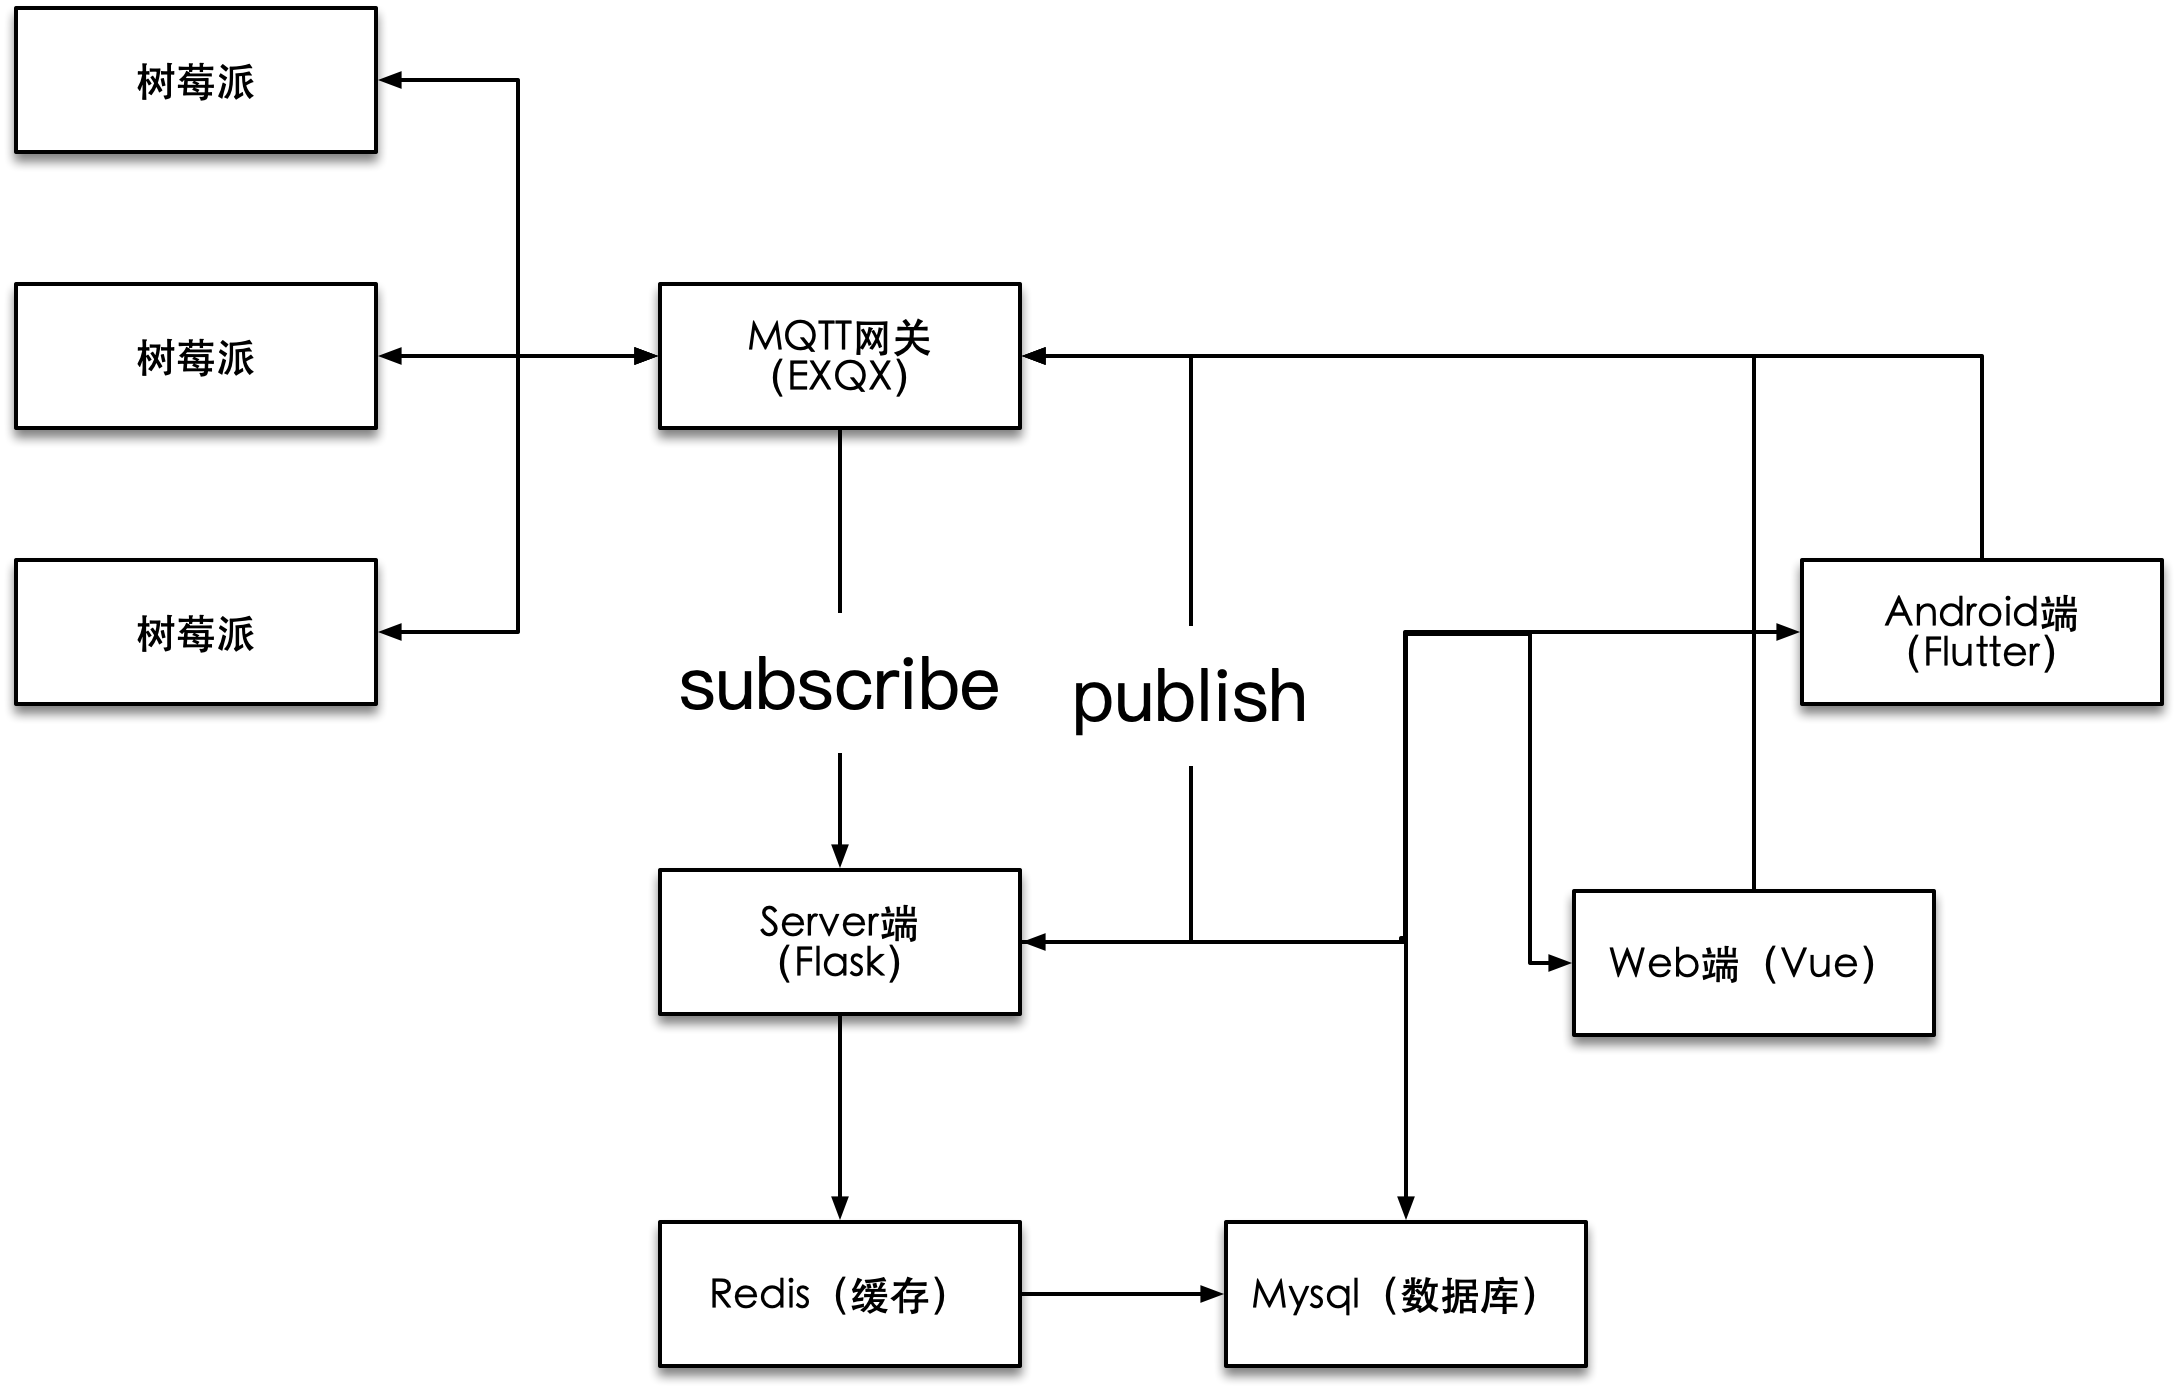 树莓派
树莓派
MQTT网关
（EXQX）
树莓派
Android端
（Flutter）
subscribe
publish
Server端
（Flask）
Web端（Vue）
Redis（缓存）
Mysql（数据库）